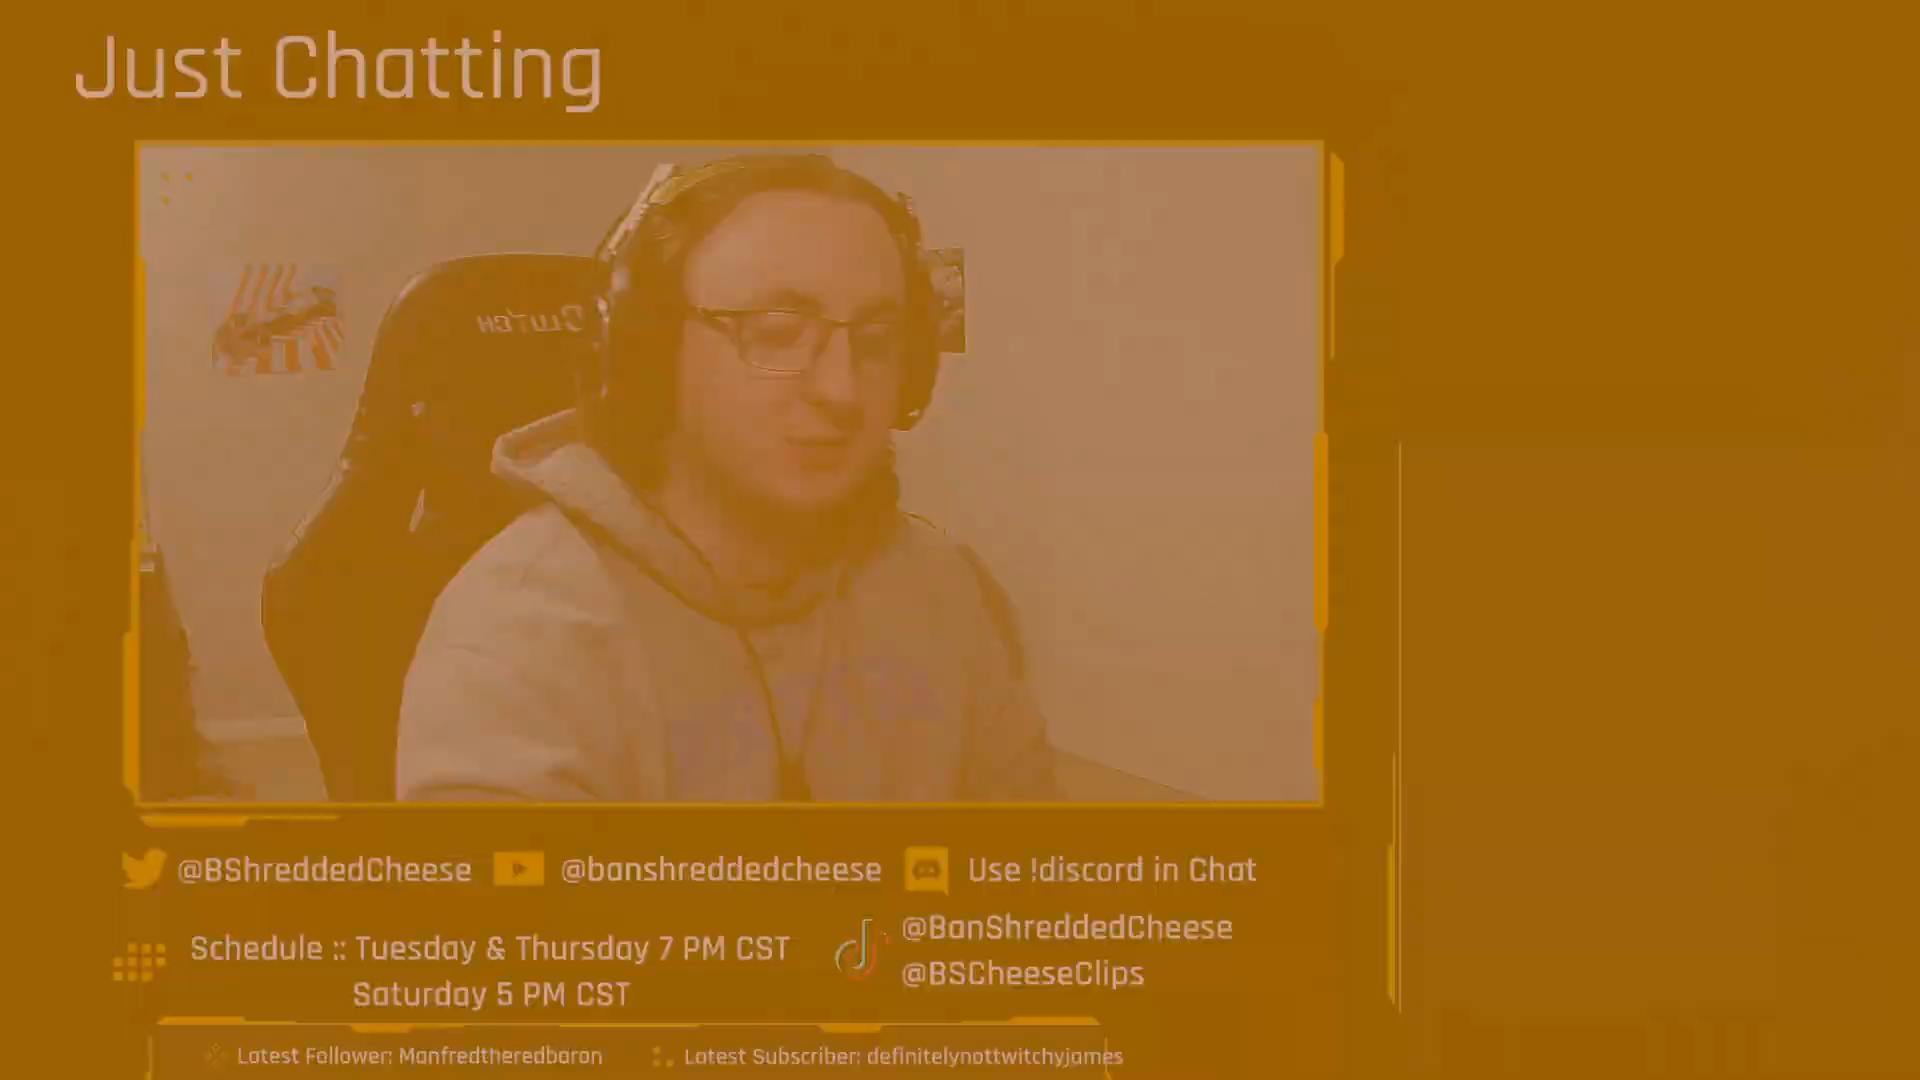 Just Chatting
CLUTCH
@BShreddedCheese
@banshreddedcheese
Use !discord in Chat
Schedule :: Tuesday & Thursday 7 PM CST
Saturday 5 PM CST
@BanShreddedCheese
@BSCheeseClips
Latest Follower: Manfredtheredbaron
Latest Subscriber: definitelynottwitchyjames